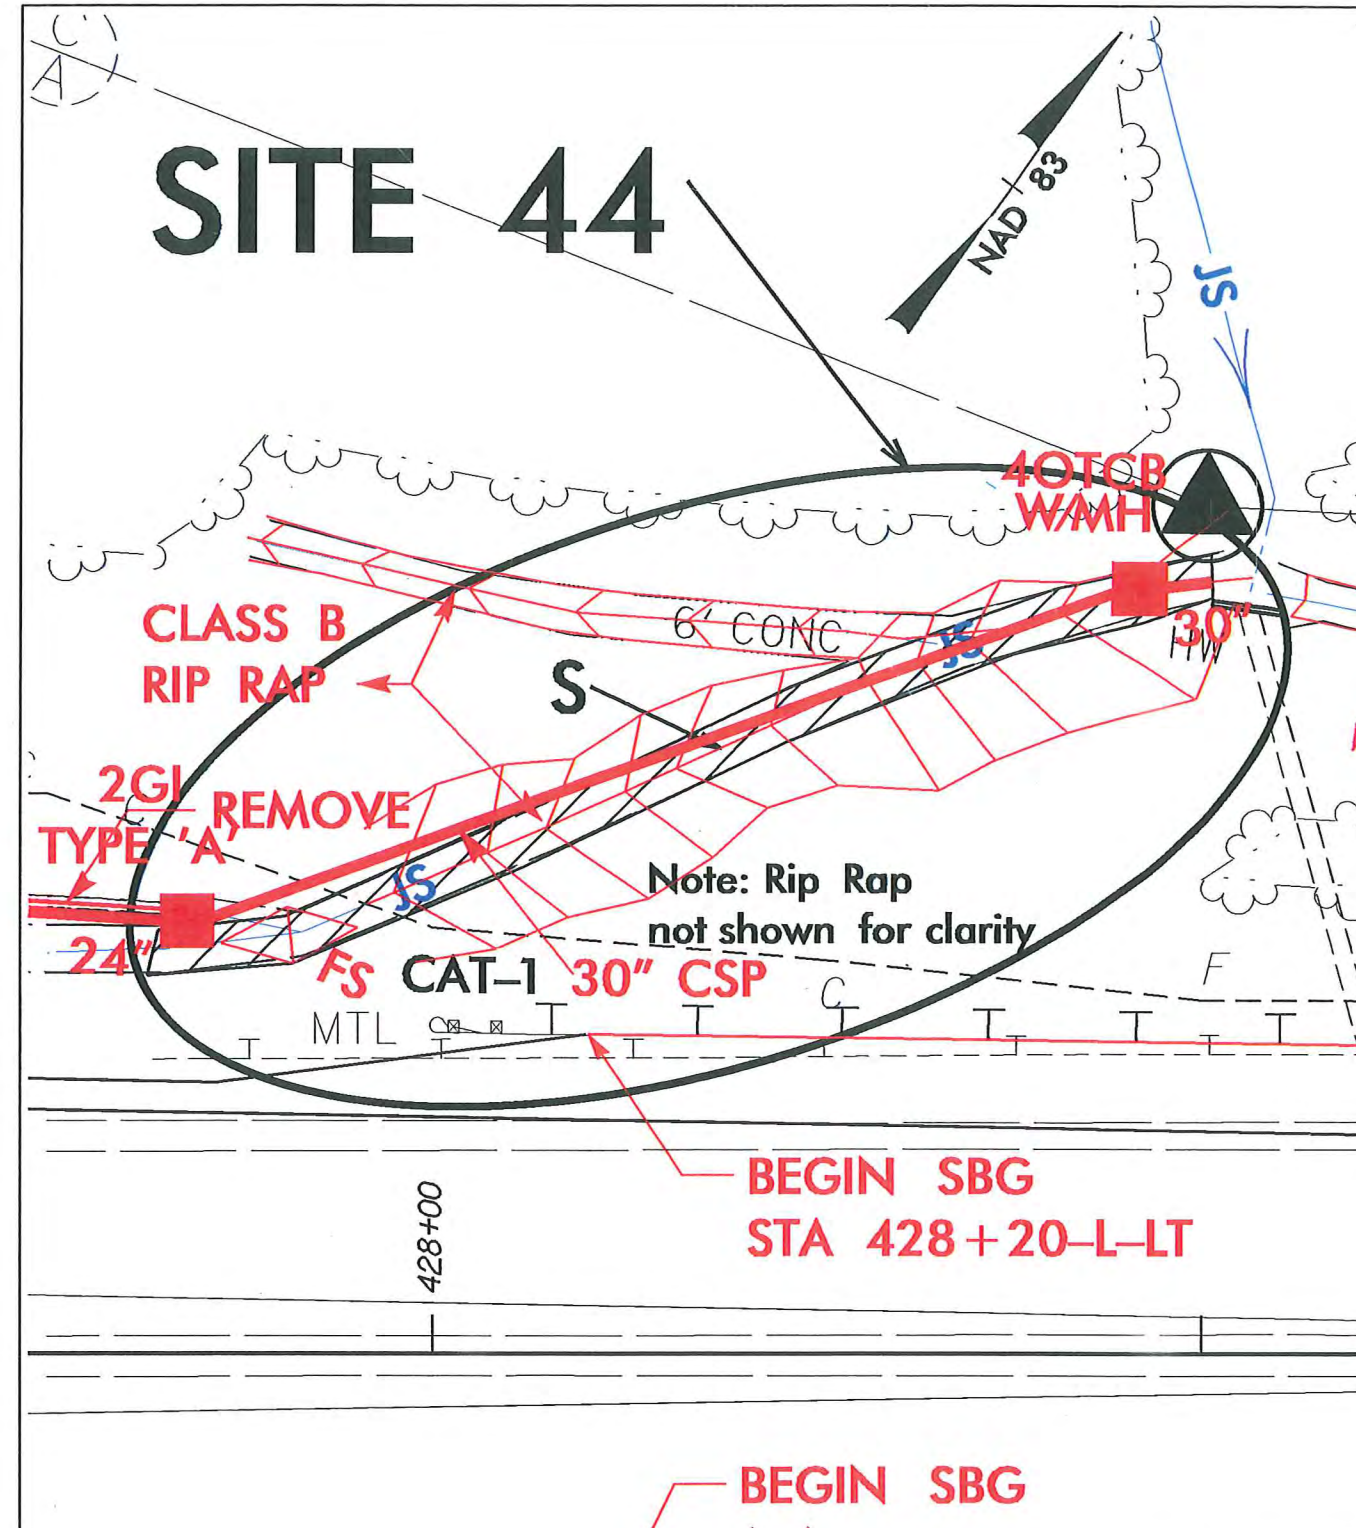 C
A
SITE 44
NAD 83
JS
4OTCB
W/MH
CLASS B
RIP RAP
6' CONC
JS
30"
HW
S
2GI
TYPE 'A'
REMOVE
C
JS
Note: Rip Rap
not shown for clarity
24"
FS
CAT-1
30" CSP
C
F
MTL
BEGIN SBG
STA 428+20-L-LT
428+00
BEGIN SBG